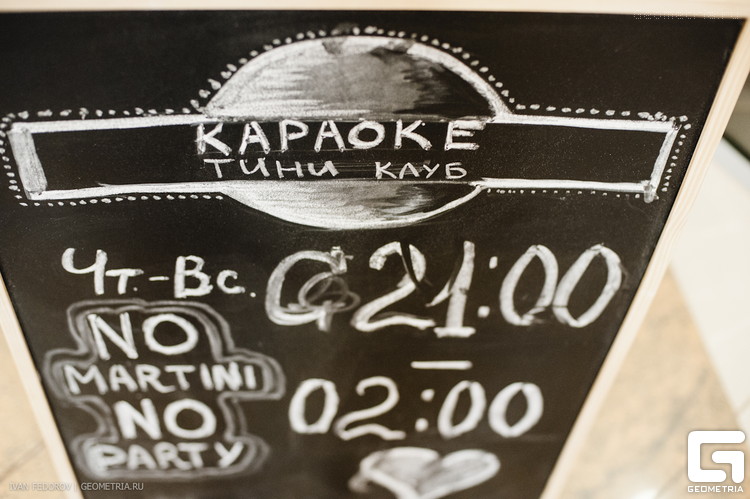 КАРАОКЕ
ТИНИ КЛУБ
Чт.-Вс. С 21:00
—
02:00
NO
MARTINI
NO
PARTY
IVAN FEDOROV | GEOMETRIA.RU
GEOMETRIA